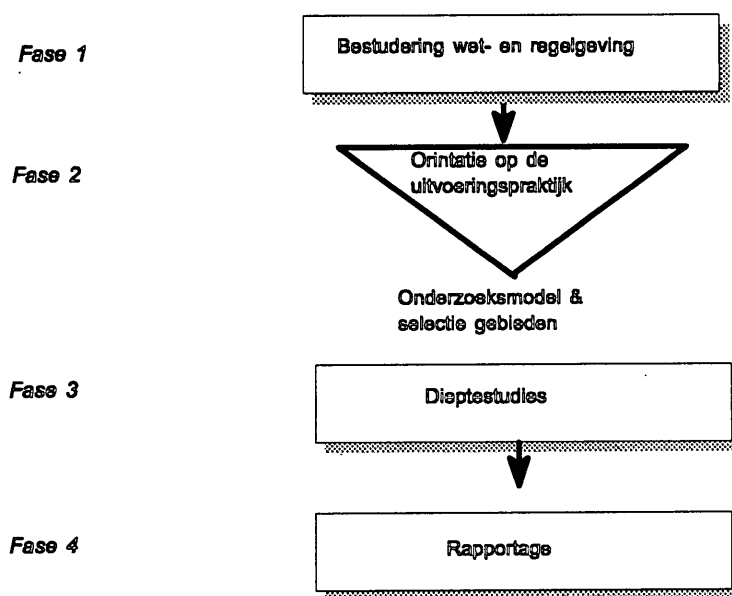 Fase 1
Bestudering wet- en regelgeving
Fase 2
Orintatie op de
uitvoeringspraktijk
Onderzoeksmodel &
selectie gebieden
Fase 3
Dieptestudies
Fase 4
Rapportage